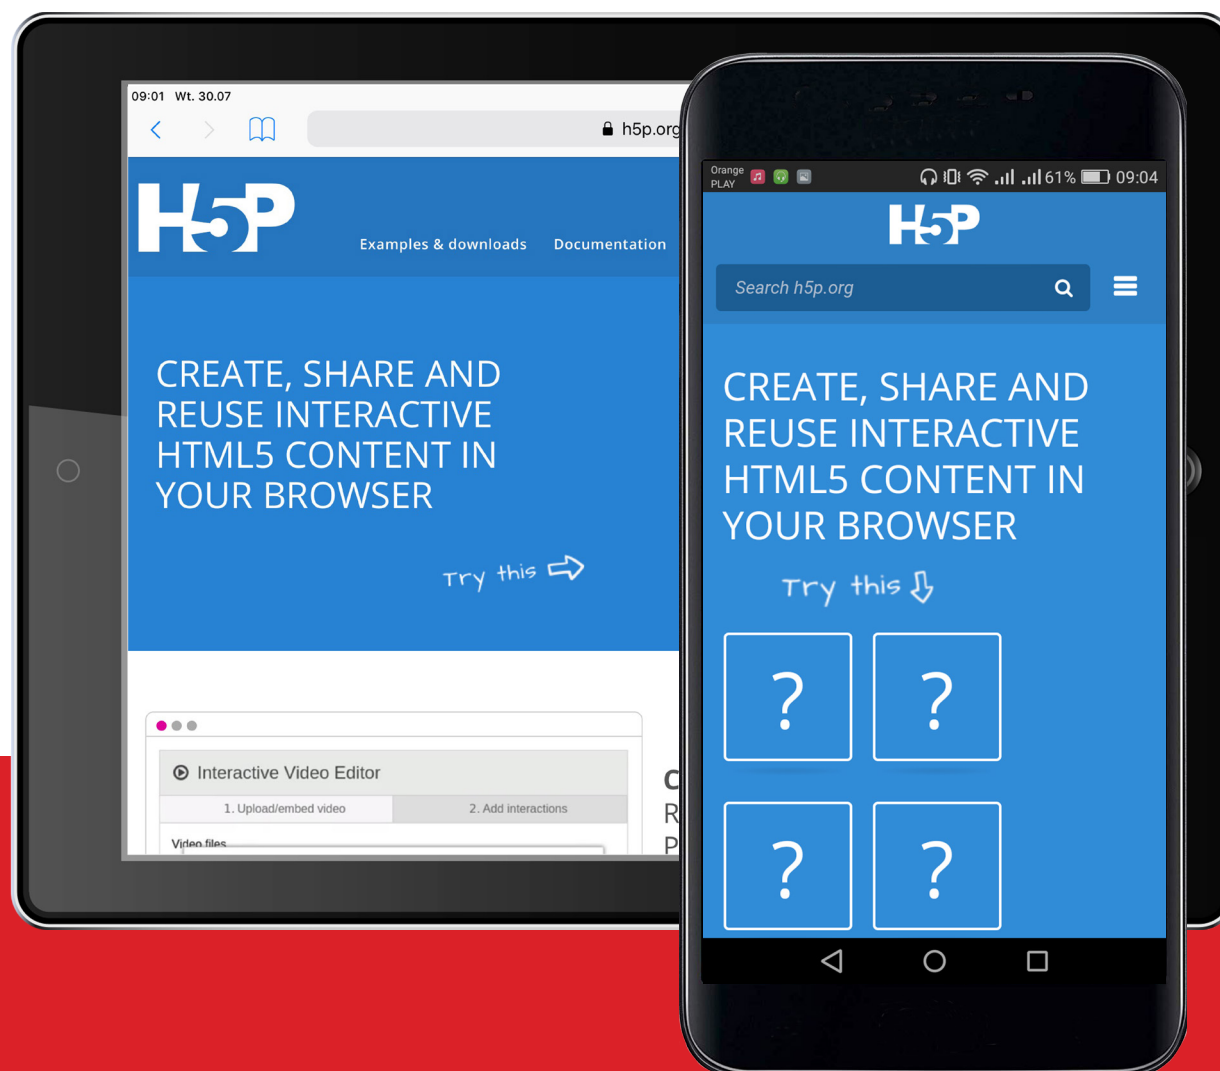 09:01 Wt. 30.07
h5p.org
H5P
Examples & downloads Documentation
CREATE, SHARE AND
REUSE INTERACTIVE
HTML5 CONTENT IN
YOUR BROWSER
Try this
Interactive Video Editor
1. Upload/embed video 2. Add interactions
Video files
C
R
P
Orange
PLAY
61% 09:04
H5P
Search h5p.org
CREATE, SHARE AND
REUSE INTERACTIVE
HTML5 CONTENT IN
YOUR BROWSER
Try this
? ?
? ?